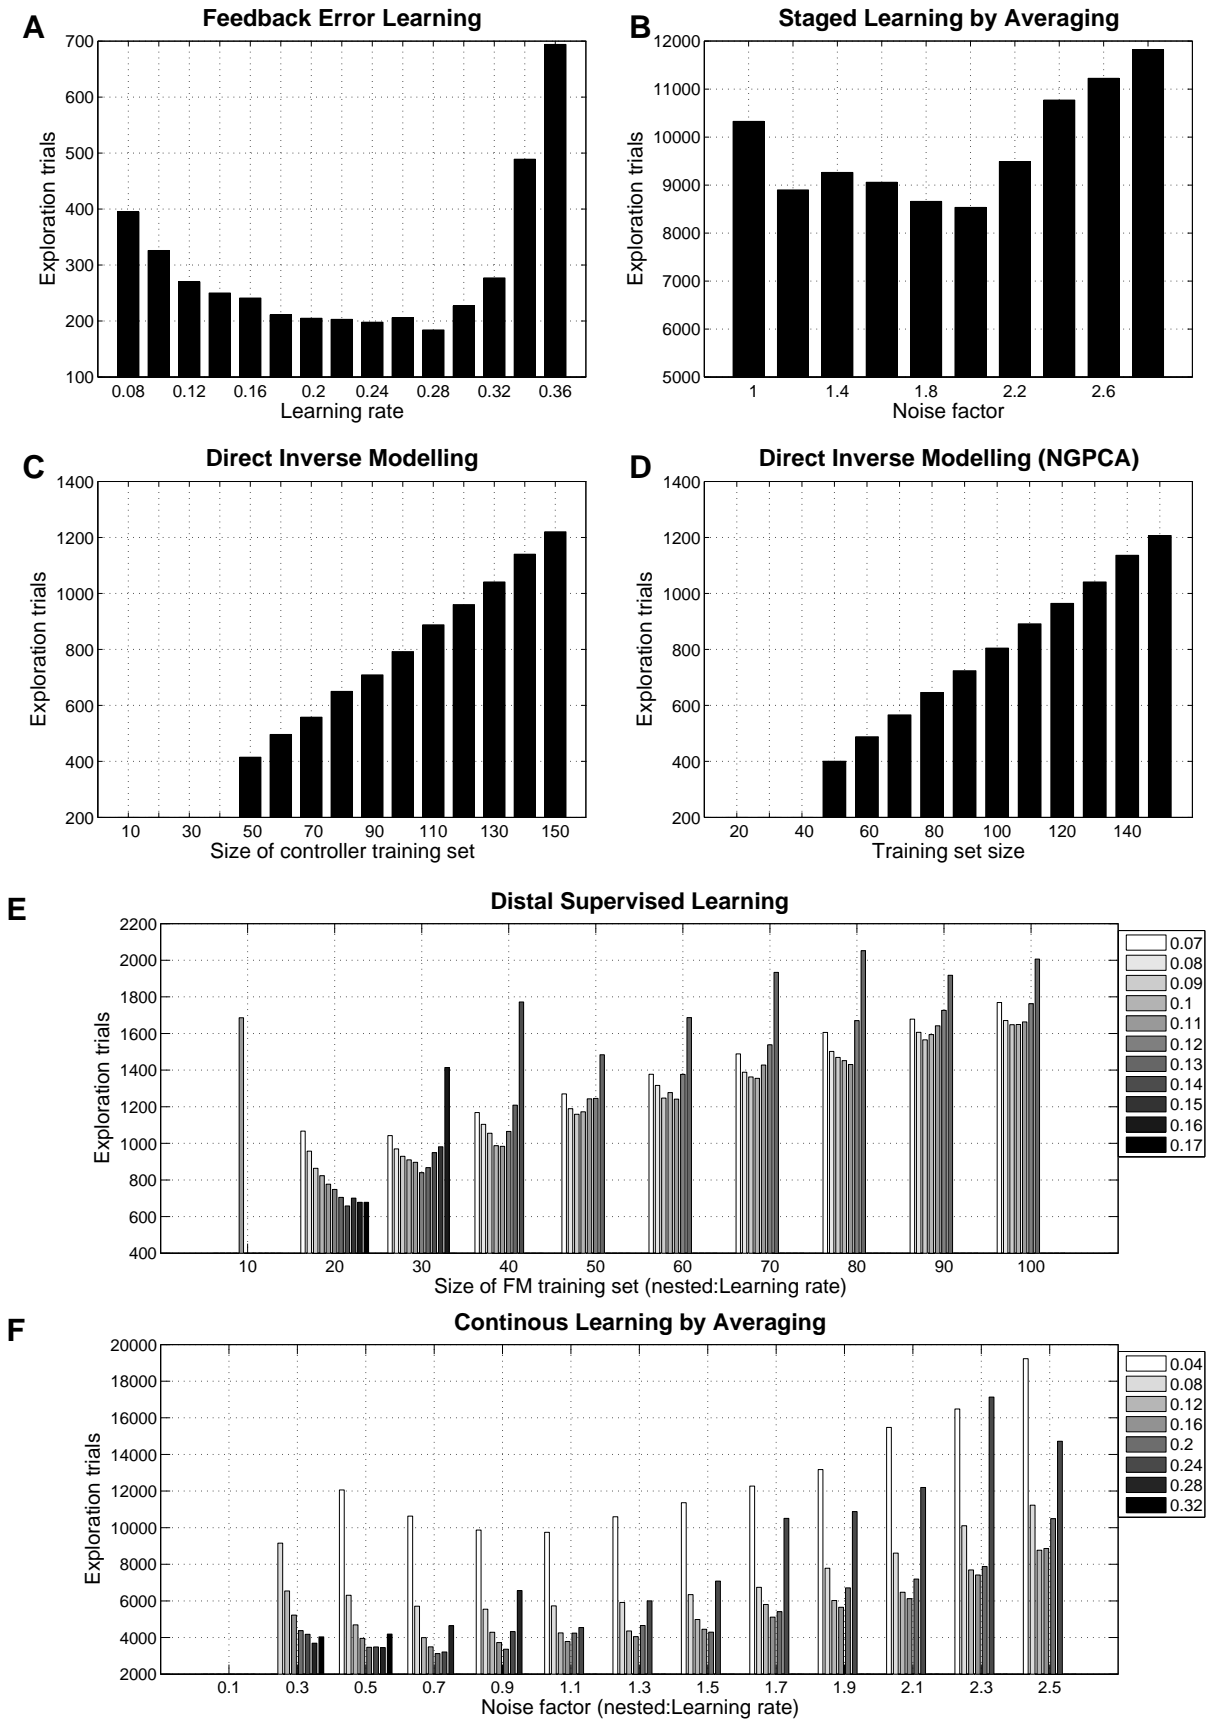 A
Feedback Error Learning
700
600
500
400
300
200
100
Exploration trials
0.08 0.12 0.16 0.2 0.24 0.28 0.32 0.36
Learning rate
B
Staged Learning by Averaging
12000
11000
10000
9000
8000
7000
6000
5000
Exploration trials
1 1.4 1.8 2.2 2.6
Noise factor
C
Direct Inverse Modelling
1400
1200
1000
800
600
400
200
Exploration trials
10 30 50 70 90 110 130 150
Size of controller training set
D
Direct Inverse Modelling (NGPCA)
1400
1200
1000
800
600
400
200
Exploration trials
20 40 60 80 100 120 140
Training set size
E
Distal Supervised Learning
2200
2000
1800
1600
1400
1200
1000
800
600
400
Exploration trials
10 20 30 40 50 60 70 80 90 100
Size of FM training set (nested:Learning rate)
0.07
0.08
0.09
0.1
0.11
0.12
0.13
0.14
0.15
0.16
0.17
F
Continous Learning by Averaging
20000
18000
16000
14000
12000
10000
8000
6000
4000
2000
Exploration trials
0.1 0.3 0.5 0.7 0.9 1.1 1.3 1.5 1.7 1.9 2.1 2.3 2.5
Noise factor (nested:Learning rate)
0.04
0.08
0.12
0.16
0.2
0.24
0.28
0.32